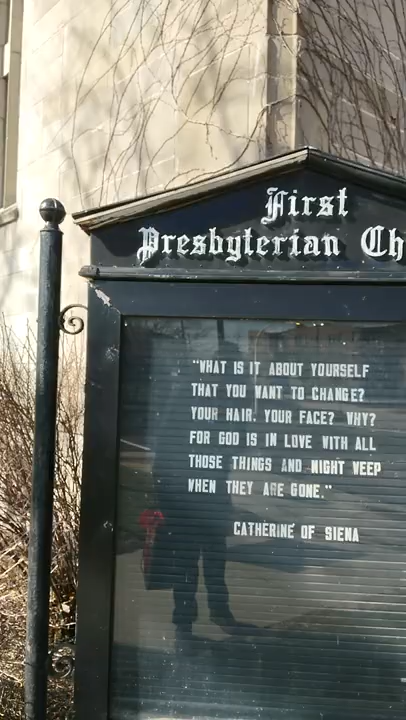 First
Presbyterian Ch
"WHAT IS IT ABOUT YOURSELF
THAT YOU WANT TO CHANGE?
YOUR HAIR. YOUR FACE? WHY?
FOR GOD IS IN LOVE WITH ALL
THOSE THINGS AND MIGHT WEEP
WHEN THEY ARE GONE."
CATHERINE OF SIENA